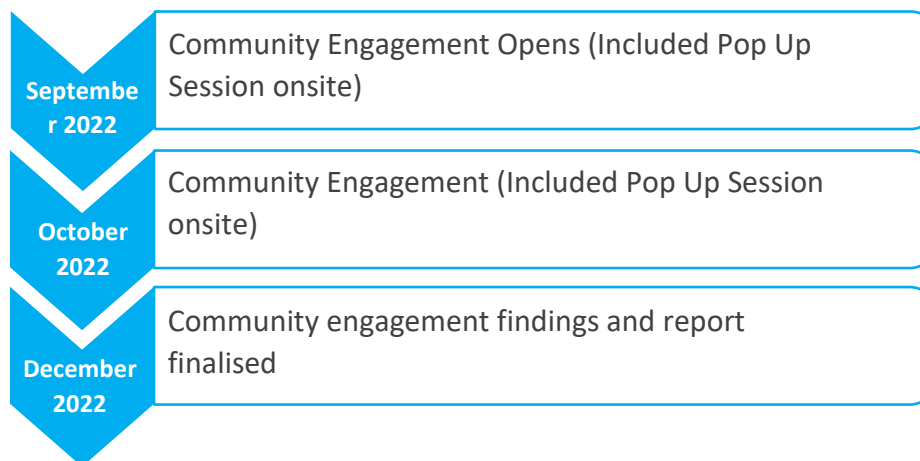 Septembe
r 2022
Community Engagement Opens (Included Pop Up
Session onsite)
October
2022
Community Engagement (Included Pop Up Session
onsite)
December
2022
Community engagement findings and report
finalised